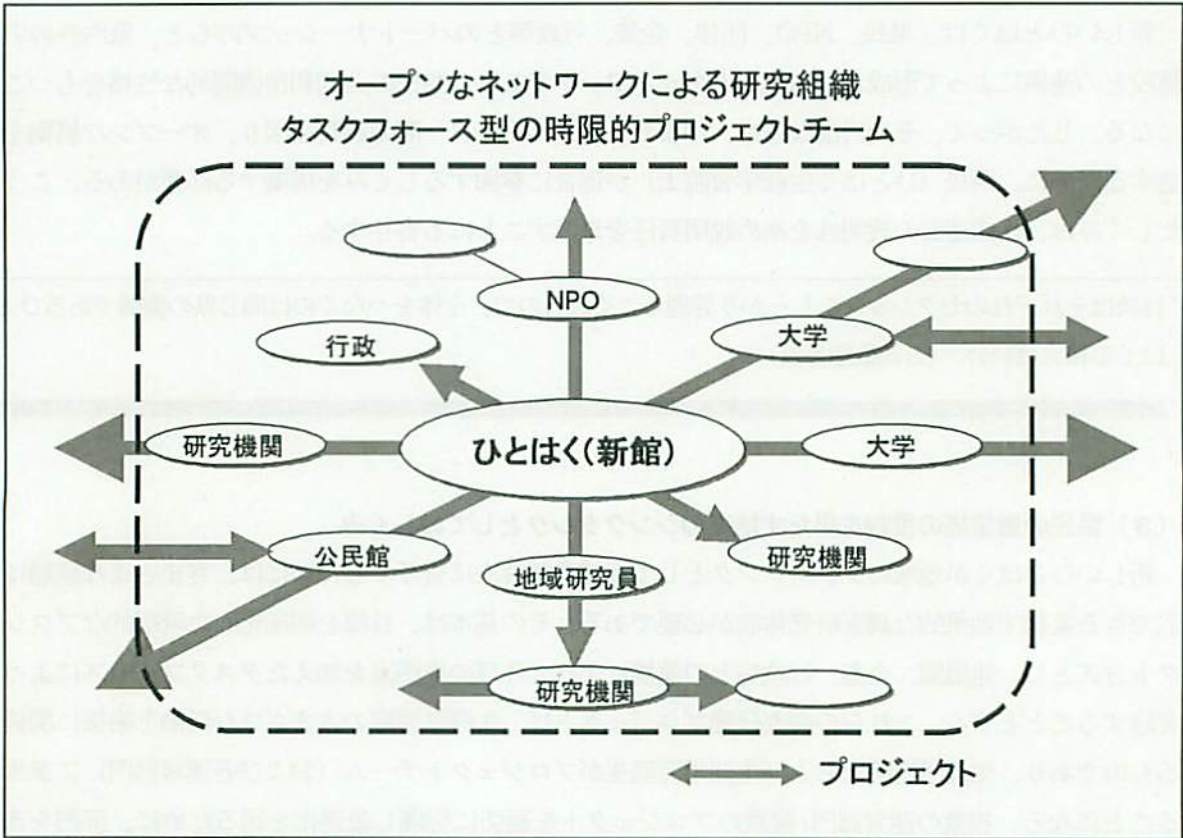 オープンなネットワークによる研究組織
タスクフォース型の時限的プロジェクトチーム
NPO
行政
大学
研究機関
ひとはく(新館)
大学
公民館
地域研究員
研究機関
研究機関
プロジェクト